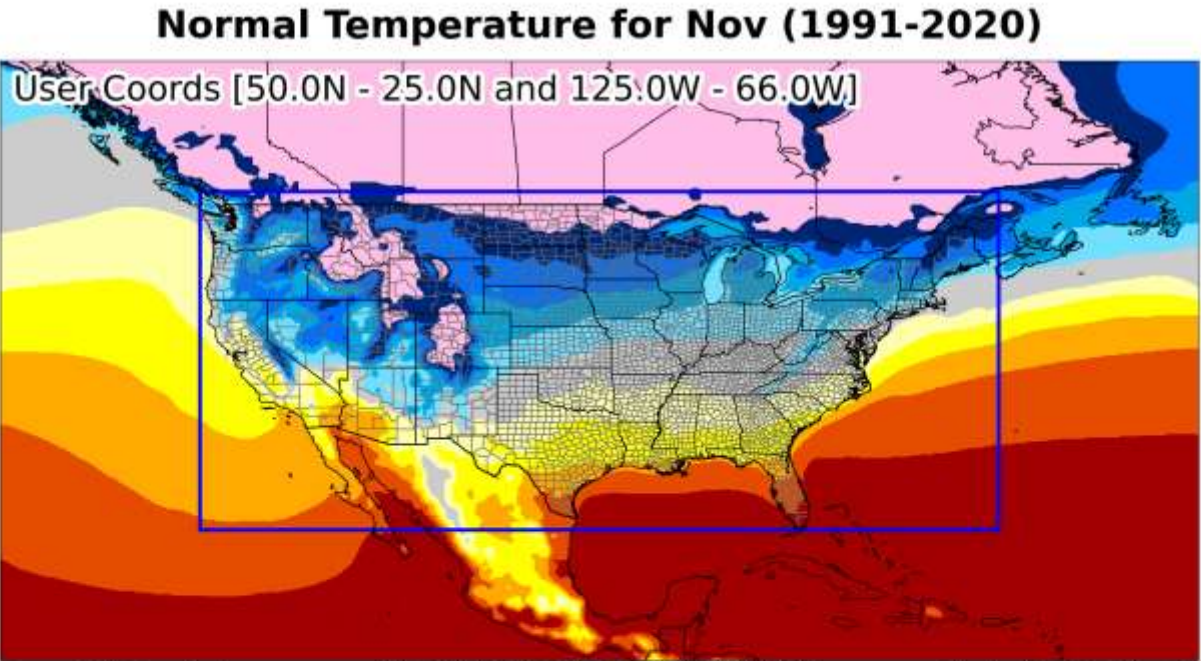 Normal Temperature for Nov (1991-2020)
User Coords [50.0N - 25.0N and 125.0W - 66.0W]